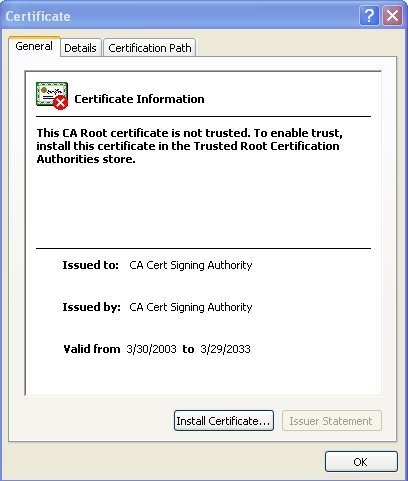 Certificate
General Details Certification Path
Certificate Information
This CA Root certificate is not trusted. To enable trust,
install this certificate in the Trusted Root Certification
Authorities store.
Issued to: CA Cert Signing Authority
Issued by: CA Cert Signing Authority
Valid from 3/30/2003 to 3/29/2033
Install Certificate... Issuer Statement
OK